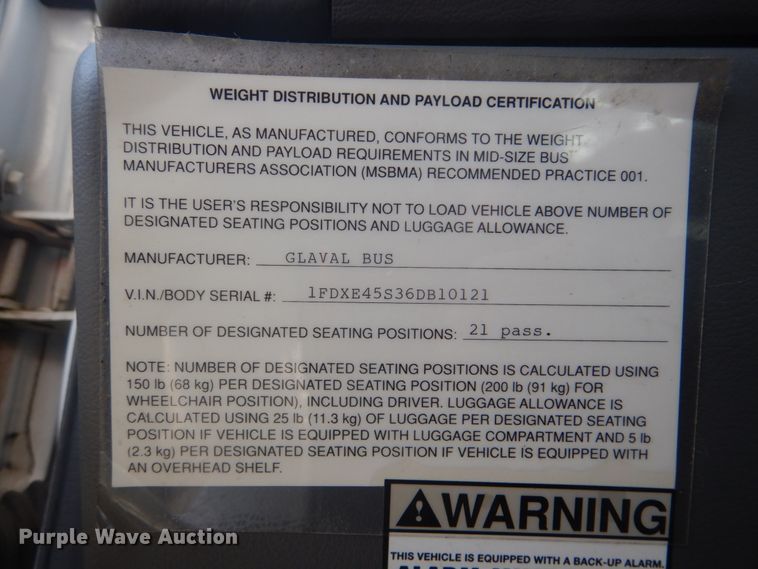 WEIGHT DISTRIBUTION AND PAYLOAD CERTIFICATION
THIS VEHICLE, AS MANUFACTURED, CONFORMS TO THE WEIGHT
DISTRIBUTION AND PAYLOAD REQUIREMENTS IN MID-SIZE BUS
MANUFACTURERS ASSOCIATION (MSBMA) RECOMMENDED PRACTICE 001.
IT IS THE USER'S RESPONSIBILITY NOT TO LOAD VEHICLE ABOVE NUMBER OF
DESIGNATED SEATING POSITIONS AND LUGGAGE ALLOWANCE.
MANUFACTURER: GLAVAL BUS
V.I.N./BODY SERIAL #: 1FDXE45S36DB10121
NUMBER OF DESIGNATED SEATING POSITIONS: 21 pass.
NOTE: NUMBER OF DESIGNATED SEATING POSITIONS IS CALCULATED USING
150 lb (68 kg) PER DESIGNATED SEATING POSITION (200 lb (91 kg) FOR
WHEELCHAIR POSITION), INCLUDING DRIVER. LUGGAGE ALLOWANCE IS
CALCULATED USING 25 lb (11.3 kg) OF LUGGAGE PER DESIGNATED SEATING
POSITION IF VEHICLE IS EQUIPPED WITH LUGGAGE COMPARTMENT AND 5 lb
(2.3 kg) PER DESIGNATED SEATING POSITION IF VEHICLE IS EQUIPPED WITH
AN OVERHEAD SHELF.
WARNING
THIS VEHICLE IS EQUIPPED WITH A BACK-UP ALARM.
Purple Wave Auction